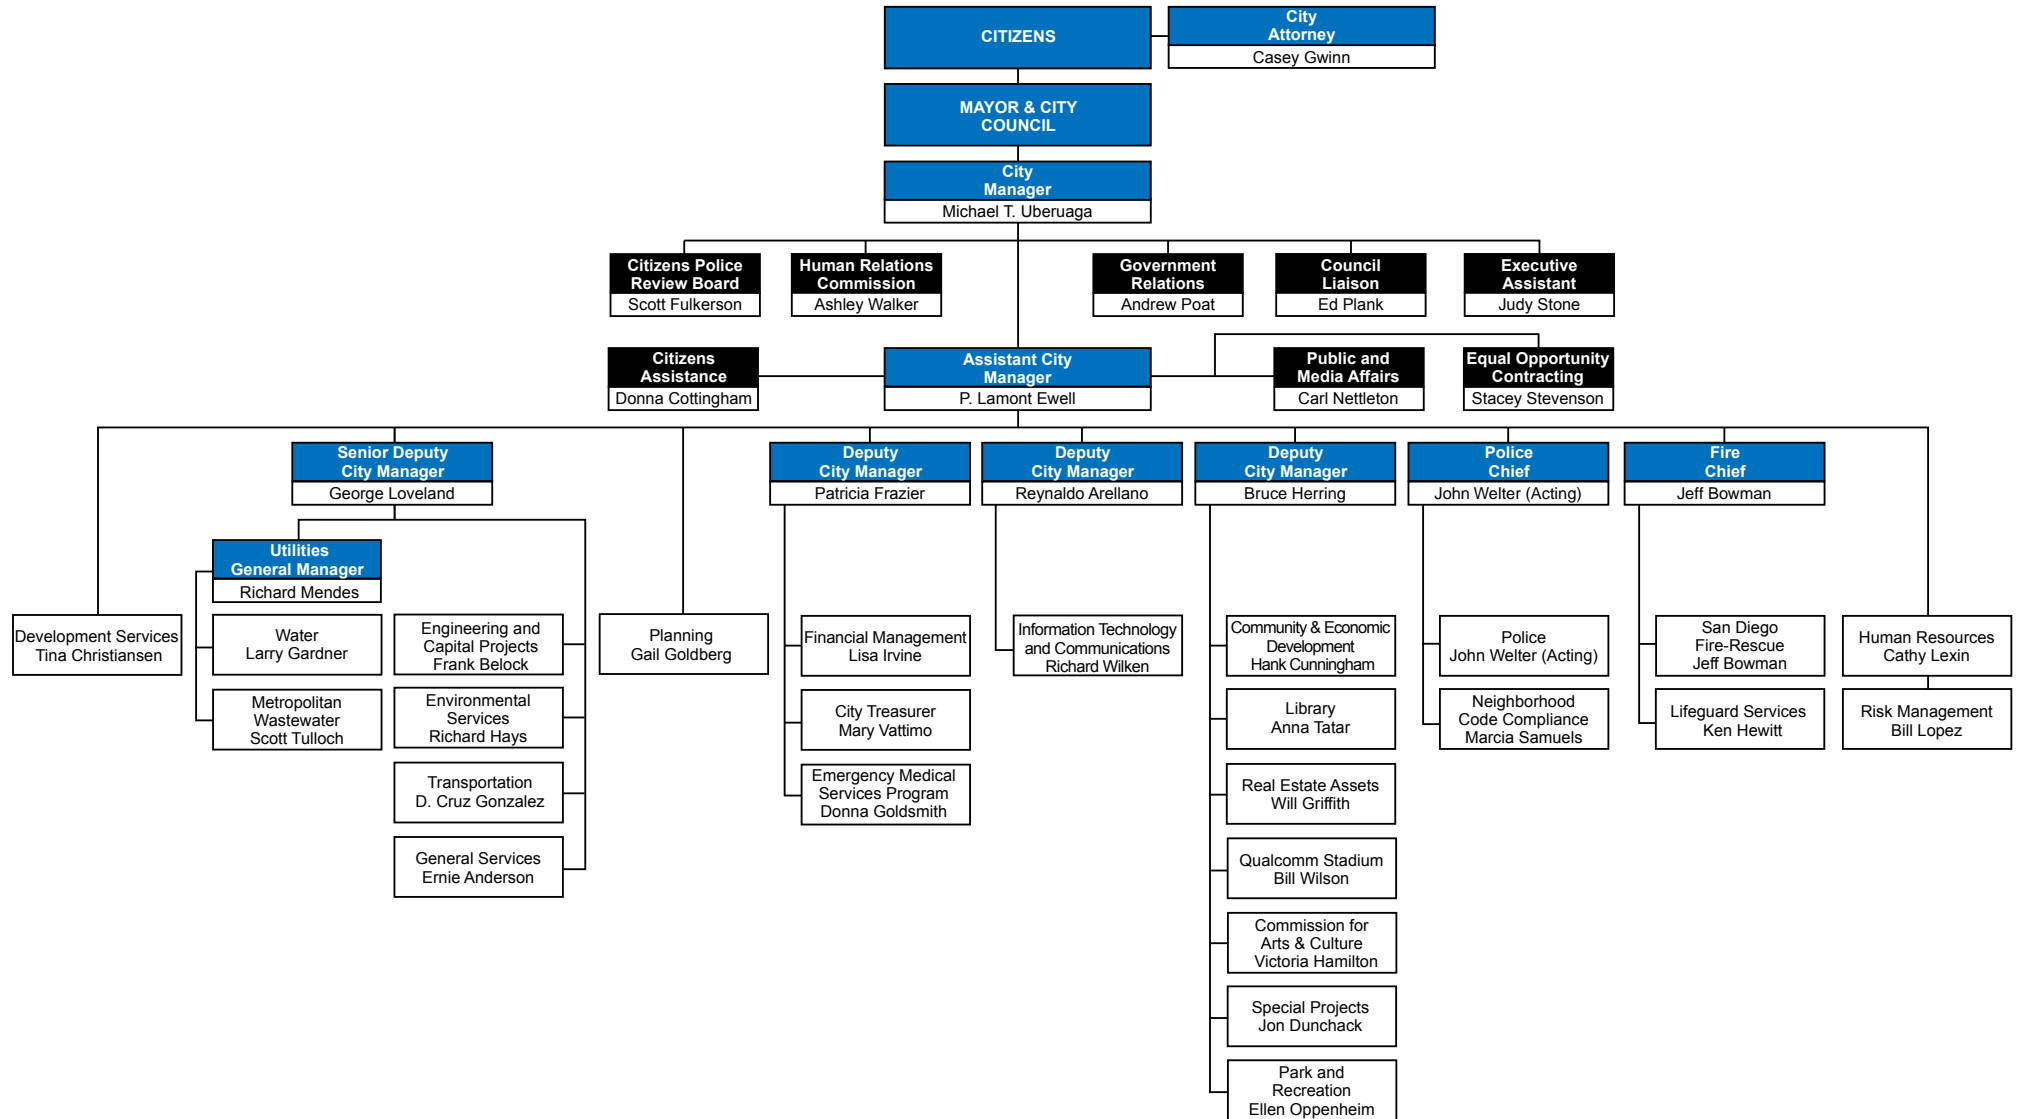 CITIZENS
City
Attorney
Casey Gwinn
MAYOR & CITY
COUNCIL
City
Manager
Michael T. Uberuaga
Citizens Police
Review Board
Scott Fulkerson
Human Relations
Commission
Ashley Walker
Government
Relations
Andrew Poat
Council
Liaison
Ed Plank
Executive
Assistant
Judy Stone
Citizens
Assistance
Donna Cottingham
Assistant City
Manager
P. Lamont Ewell
Public and
Media Affairs
Carl Nettleton
Equal Opportunity
Contracting
Stacey Stevenson
Senior Deputy
City Manager
George Loveland
Deputy
City Manager
Patricia Frazier
Deputy
City Manager
Reynaldo Arellano
Deputy
City Manager
Bruce Herring
Police
Chief
John Welter (Acting)
Fire
Chief
Jeff Bowman
Utilities
General Manager
Richard Mendes
Development Services
Tina Christiansen
Water
Larry Gardner
Metropolitan
Wastewater
Scott Tulloch
Engineering and
Capital Projects
Frank Belock
Environmental
Services
Richard Hays
Transportation
D. Cruz Gonzalez
General Services
Ernie Anderson
Planning
Gail Goldberg
Financial Management
Lisa Irvine
City Treasurer
Mary Vattimo
Emergency Medical
Services Program
Donna Goldsmith
Information Technology
and Communications
Richard Wilken
Community & Economic
Development
Hank Cunningham
Library
Anna Tatar
Real Estate Assets
Will Griffith
Qualcomm Stadium
Bill Wilson
Commission for
Arts & Culture
Victoria Hamilton
Special Projects
Jon Dunchack
Park and
Recreation
Ellen Oppenheim
Police
John Welter (Acting)
Neighborhood
Code Compliance
Marcia Samuels
San Diego
Fire-Rescue
Jeff Bowman
Lifeguard Services
Ken Hewitt
Human Resources
Cathy Lexin
Risk Management
Bill Lopez